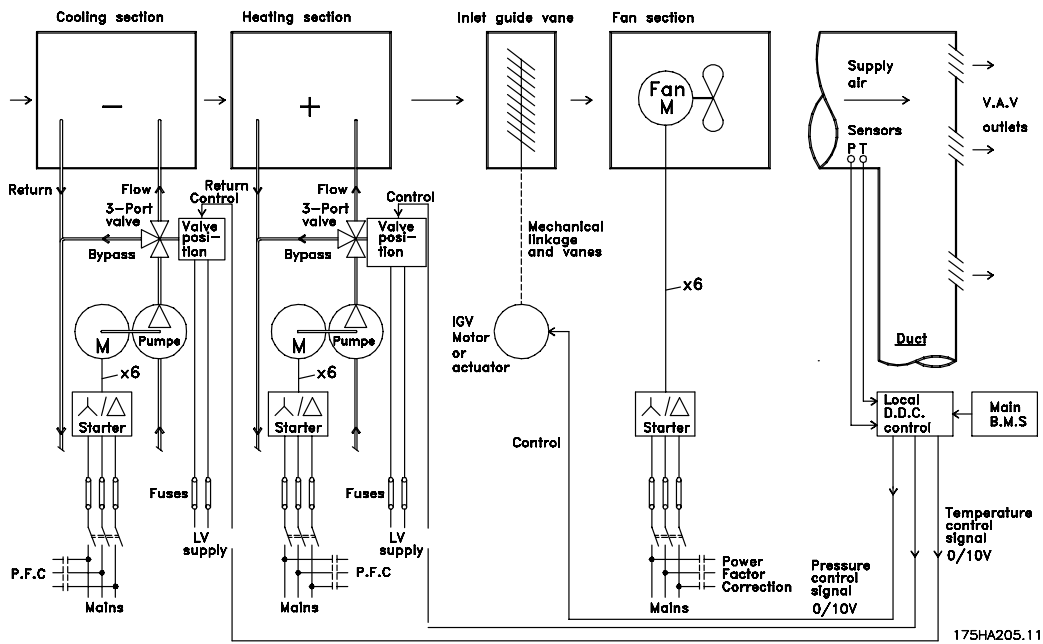 Cooling section
Heating section
Inlet guide vane
Fan section
−
+
Fan
M
Supply
air
Sensors
P T
V.A.V
outlets
Return
Flow
3-Port
valve
Bypass
Return
Control
Valve
posi-
tion
Flow
3-Port
valve
Bypass
Control
Valve
posi-
tion
Mechanical
linkage
and vanes
x6
M
Pumpe
x6
M
Pumpe
x6
IGV
Motor
or
actuator
Duct
Starter
Starter
Starter
Local
D.D.C.
control
Main
B.M.S
Control
Fuses
LV
supply
Fuses
LV
supply
P.F.C
Mains
P.F.C
Mains
Power
Factor
Correction
Mains
Pressure
control
signal
0/10V
Temperature
control
signal
0/10V
175HA205.11